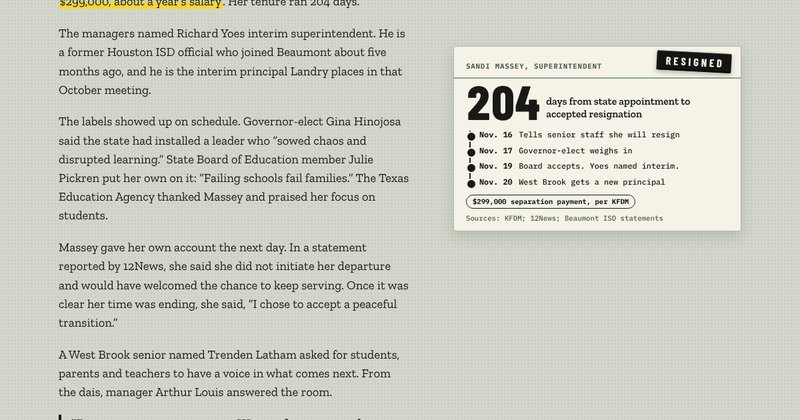 $299,000, about a year's salary. Her tenure ran 204 days.
The managers named Richard Yoes interim superintendent. He is
a former Houston ISD official who joined Beaumont about five
months ago, and he is the interim principal Landry places in that
October meeting.
The labels showed up on schedule. Governor-elect Gina Hinojosa
said the state had installed a leader who “sowed chaos and
disrupted learning.” State Board of Education member Julie
Pickren put her own on it: “Failing schools fail families.” The Texas
Education Agency thanked Massey and praised her focus on
students.
Massey gave her own account the next day. In a statement
reported by 12News, she said she did not initiate her departure
and would have welcomed the chance to keep serving. Once it was
clear her time was ending, she said, “I chose to accept a peaceful
transition.”
A West Brook senior named Trenden Latham asked for students,
parents and teachers to have a voice in what comes next. From
the dais, manager Arthur Louis answered the room.
SANDI MASSEY, SUPERINTENDENT
RESIGNED
204 days from state appointment to
accepted resignation
Nov. 16 Tells senior staff she will resign
Nov. 17 Governor-elect weighs in
Nov. 19 Board accepts. Yoes named interim.
Nov. 20 West Brook gets a new principal
$299,000 separation payment, per KFDM
Sources: KFDM; 12News; Beaumont ISD statements